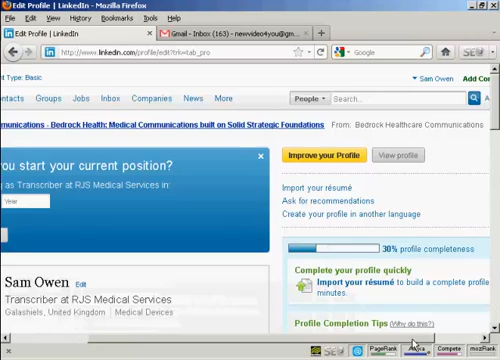 Edit Profile | LinkedIn - Mozilla Firefox
File Edit View History Bookmarks Tools Help
in Edit Profile | LinkedIn
Gmail - Inbox (163) - newvideo4you@gm...
http://www.linkedin.com/profile/edit?trk=tab_pro
Google
nt Type: Basic
Sam Owen
Add Co
ontacts Groups Jobs Inbox Companies News More
People
Search...
munications - Bedrock Health: Medical Communications built on Solid Strategic Foundations From: Bedrock Healthcare Communications
you start your current position?
g as Transcriber at RJS Medical Services in:
Year
Improve your Profile
View profile
Import your résumé
Ask for recommendations
Create your profile in another language
30% profile completeness
Complete your profile quickly
Import your résumé to build a complete profile
minutes.
Sam Owen Edit
Transcriber at RJS Medical Services
Galashiels, United Kingdom | Medical Devices
Profile Completion Tips (Why do this?)
Done
PageRank
Alexa
Compete
mozRank